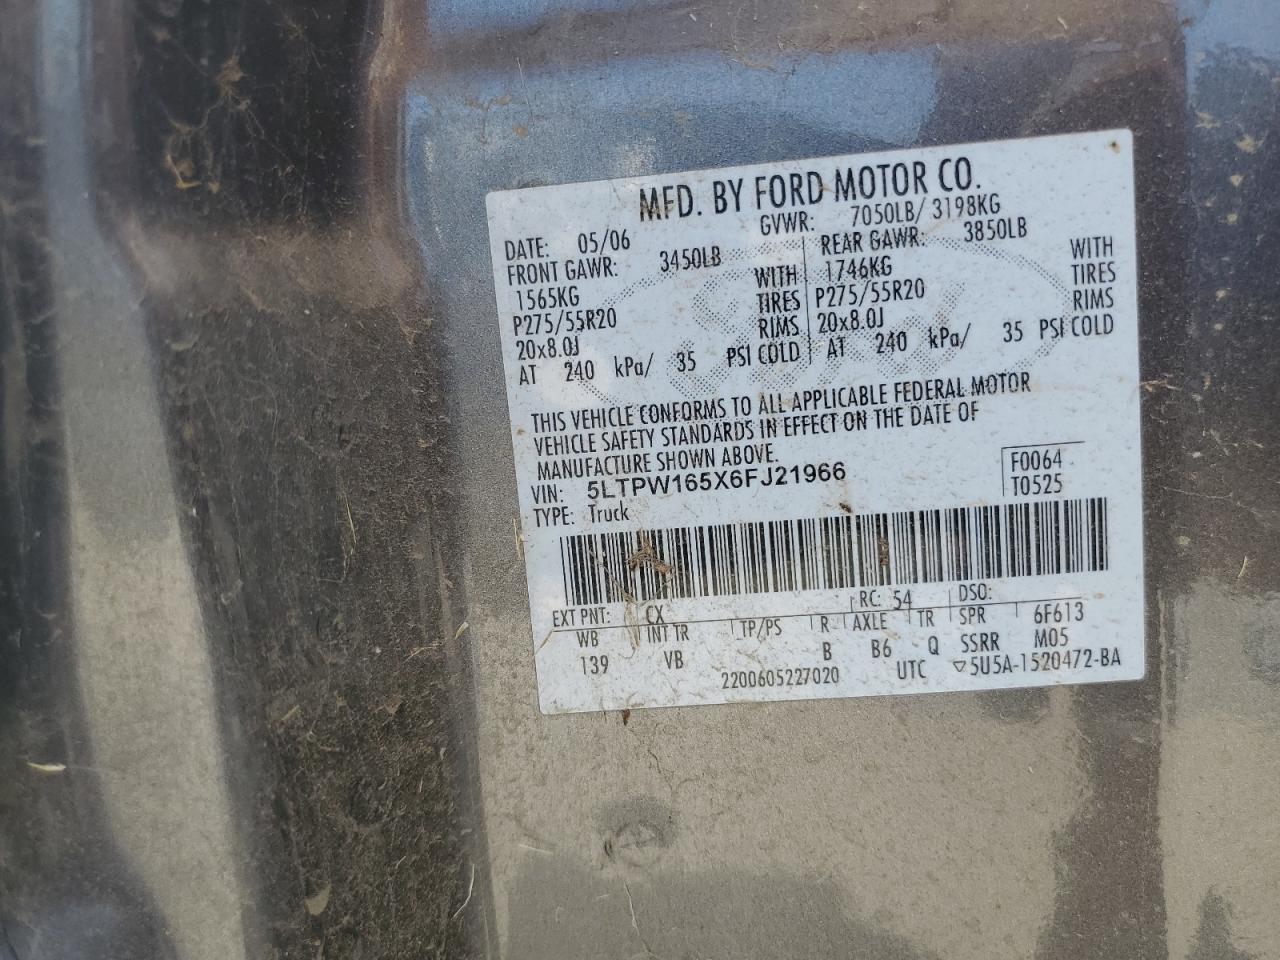 MFD. BY FORD MOTOR CO.
DATE: 05/06 GVWR: 7050LB/ 3198KG
FRONT GAWR: 3450LB REAR GAWR: 3850LB
1565KG WITH 1746KG WITH
P275/55R20 TIRES P275/55R20 TIRES
20x8.0J RIMS 20x8.0J RIMS
AT 240 kPa/ 35 PSI COLD AT 240 kPa/ 35 PSI COLD
THIS VEHICLE CONFORMS TO ALL APPLICABLE FEDERAL MOTOR
VEHICLE SAFETY STANDARDS IN EFFECT ON THE DATE OF
MANUFACTURE SHOWN ABOVE.
VIN: 5LTPW165X6FJ21966 F0064
TYPE: Truck T0525
EXT PNT: CX RC: 54 DSO:
WB INT TR TP/PS R AXLE TR SPR 6F613
139 VB B B6 Q SSRR M05
2200605227020 UTC ▽5U5A-1520472-BA